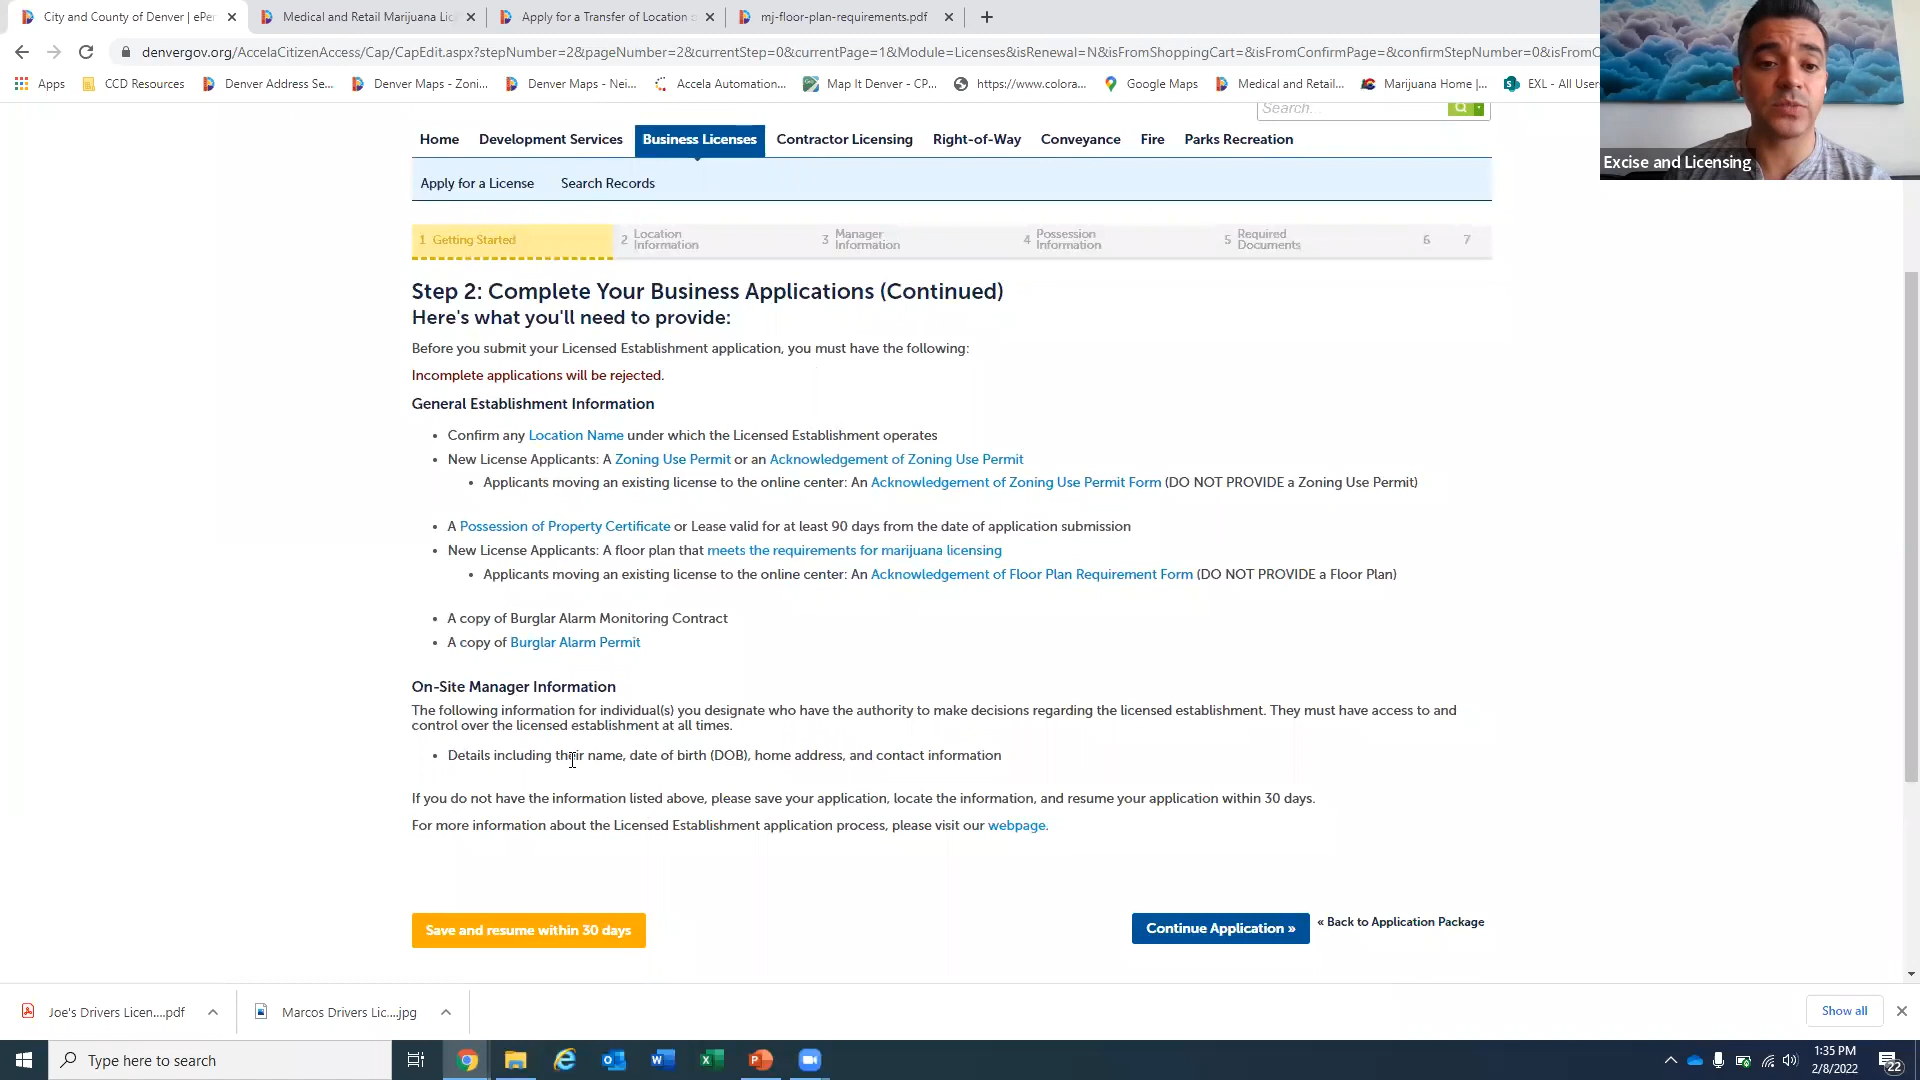 City and County of Denver | ePer
Medical and Retail Marijuana Lic
Apply for a Transfer of Location o
mj-floor-plan-requirements.pdf
denvergov.org/AccelaCitizenAccess/Cap/CapEdit.aspx?stepNumber=2&pageNumber=2&currentStep=0&currentPage=1&Module=Licenses&isRenewal=N&isFromShoppingCart=&isFromConfirmPage=&confirmStepNumber=0&isFromC
Apps
CCD Resources
Denver Address Se...
Denver Maps - Zoni...
Denver Maps - Nei...
Accela Automation...
Map It Denver - CP...
https://www.colora...
Google Maps
Medical and Retail...
Marijuana Home |...
EXL - All User
Excise and Licensing
Search...
Home Development Services Business Licenses Contractor Licensing Right-of-Way Conveyance Fire Parks Recreation
Apply for a License Search Records
1 Getting Started
2 Location Information
3 Manager Information
4 Possession Information
5 Required Documents
6
7
Step 2: Complete Your Business Applications (Continued)
Here's what you'll need to provide:
Before you submit your Licensed Establishment application, you must have the following:
Incomplete applications will be rejected.
General Establishment Information
• Confirm any Location Name under which the Licensed Establishment operates
• New License Applicants: A Zoning Use Permit or an Acknowledgement of Zoning Use Permit
• Applicants moving an existing license to the online center: An Acknowledgement of Zoning Use Permit Form (DO NOT PROVIDE a Zoning Use Permit)
• A Possession of Property Certificate or Lease valid for at least 90 days from the date of application submission
• New License Applicants: A floor plan that meets the requirements for marijuana licensing
• Applicants moving an existing license to the online center: An Acknowledgement of Floor Plan Requirement Form (DO NOT PROVIDE a Floor Plan)
• A copy of Burglar Alarm Monitoring Contract
• A copy of Burglar Alarm Permit
On-Site Manager Information
The following information for individual(s) you designate who have the authority to make decisions regarding the licensed establishment. They must have access to and
control over the licensed establishment at all times.
• Details including their name, date of birth (DOB), home address, and contact information
If you do not have the information listed above, please save your application, locate the information, and resume your application within 30 days.
For more information about the Licensed Establishment application process, please visit our webpage.
Save and resume within 30 days
Continue Application »
« Back to Application Package
Joe's Drivers Licen....pdf
Marcos Drivers Lic....jpg
Show all
Type here to search
1:35 PM
2/8/2022
22